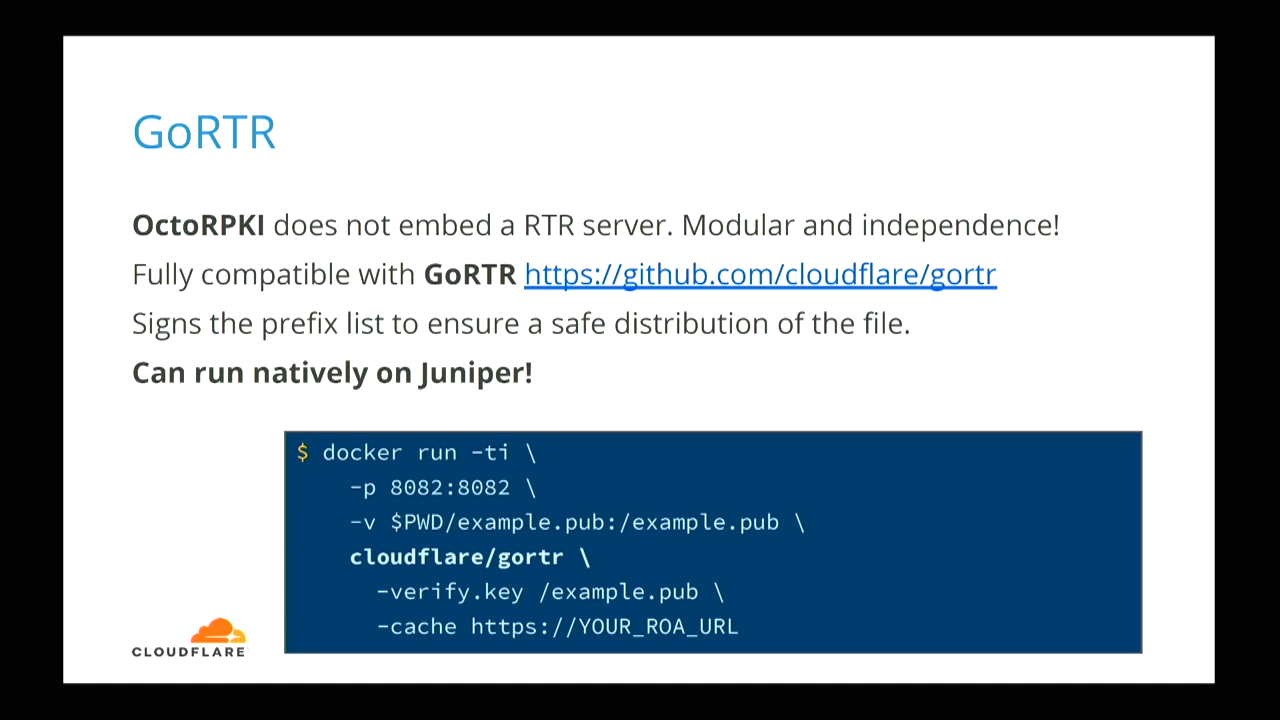 GoRTR
OctoRPKI does not embed a RTR server. Modular and independence!
Fully compatible with GoRTR https://github.com/cloudflare/gortr
Signs the prefix list to ensure a safe distribution of the file.
Can run natively on Juniper!
$ docker run -ti \
-p 8082:8082 \
-v $PWD/example.pub:/example.pub \
cloudflare/gortr \
-verify.key /example.pub \
-cache https://YOUR_ROA_URL
CLOUDFLARE